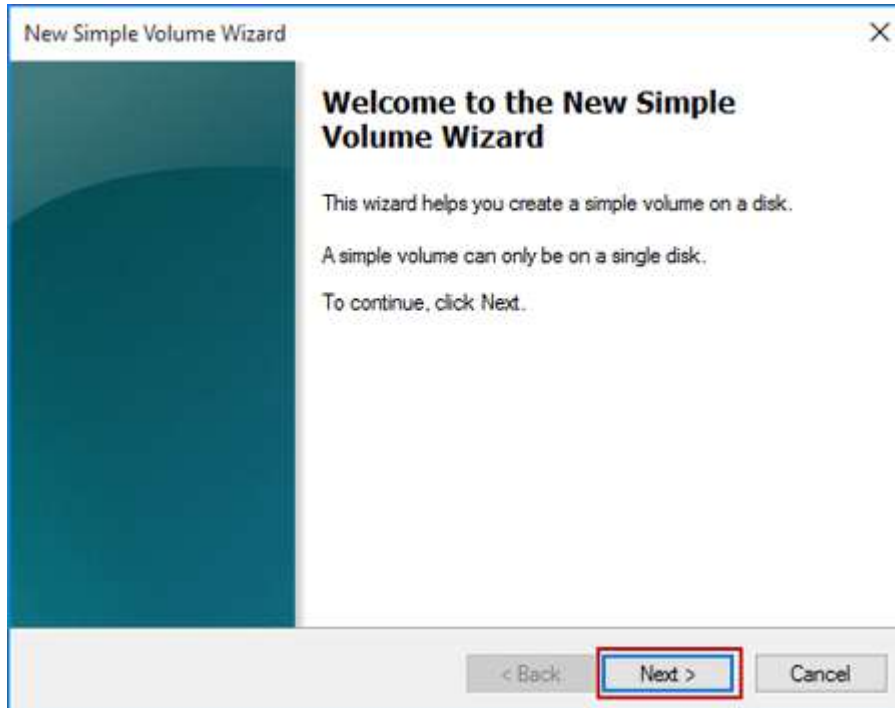 New Simple Volume Wizard
Welcome to the New Simple
Volume Wizard
This wizard helps you create a simple volume on a disk.
A simple volume can only be on a single disk.
To continue, click Next.
< Back
Next >
Cancel